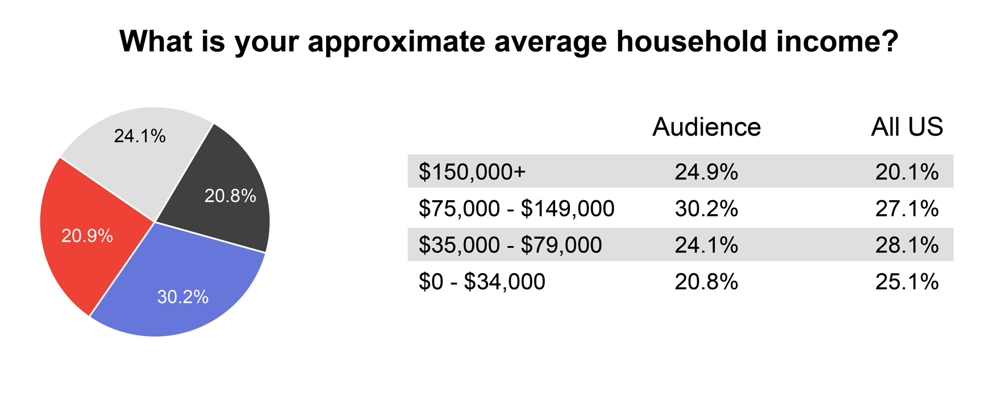 What is your approximate average household income?
24.1%
20.8%
20.9%
30.2%
Audience All US
$150,000+ 24.9% 20.1%
$75,000 - $149,000 30.2% 27.1%
$35,000 - $79,000 24.1% 28.1%
$0 - $34,000 20.8% 25.1%